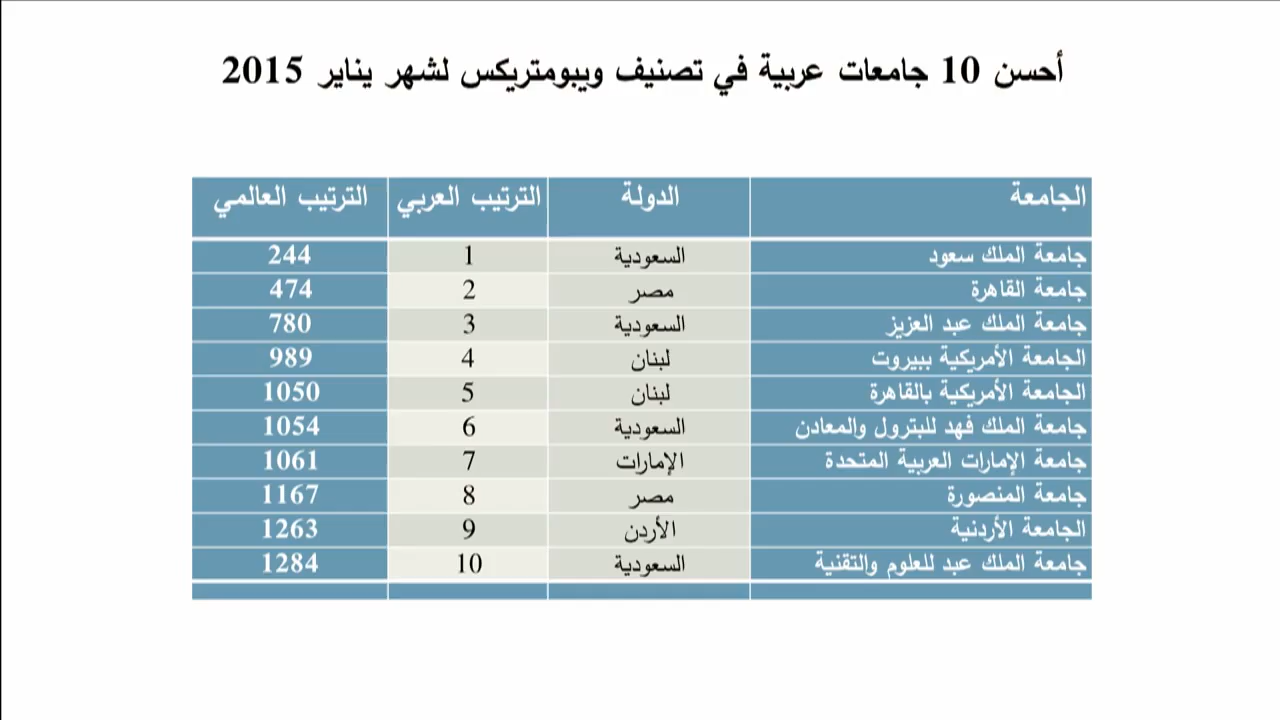 أحسن 10 جامعات عربية في تصنيف ويبومتريكس لشهر يناير 2015
الجامعة الدولة الترتيب العربي الترتيب العالمي
جامعة الملك سعود السعودية 1 244
جامعة القاهرة مصر 2 474
جامعة الملك عبد العزيز السعودية 3 780
الجامعة الأمريكية ببيروت لبنان 4 989
الجامعة الأمريكية بالقاهرة لبنان 5 1050
جامعة الملك فهد للبترول والمعادن السعودية 6 1054
جامعة الإمارات العربية المتحدة الإمارات 7 1061
جامعة المنصورة مصر 8 1167
الجامعة الأردنية الأردن 9 1263
جامعة الملك عبد للعلوم والتقنية السعودية 10 1284